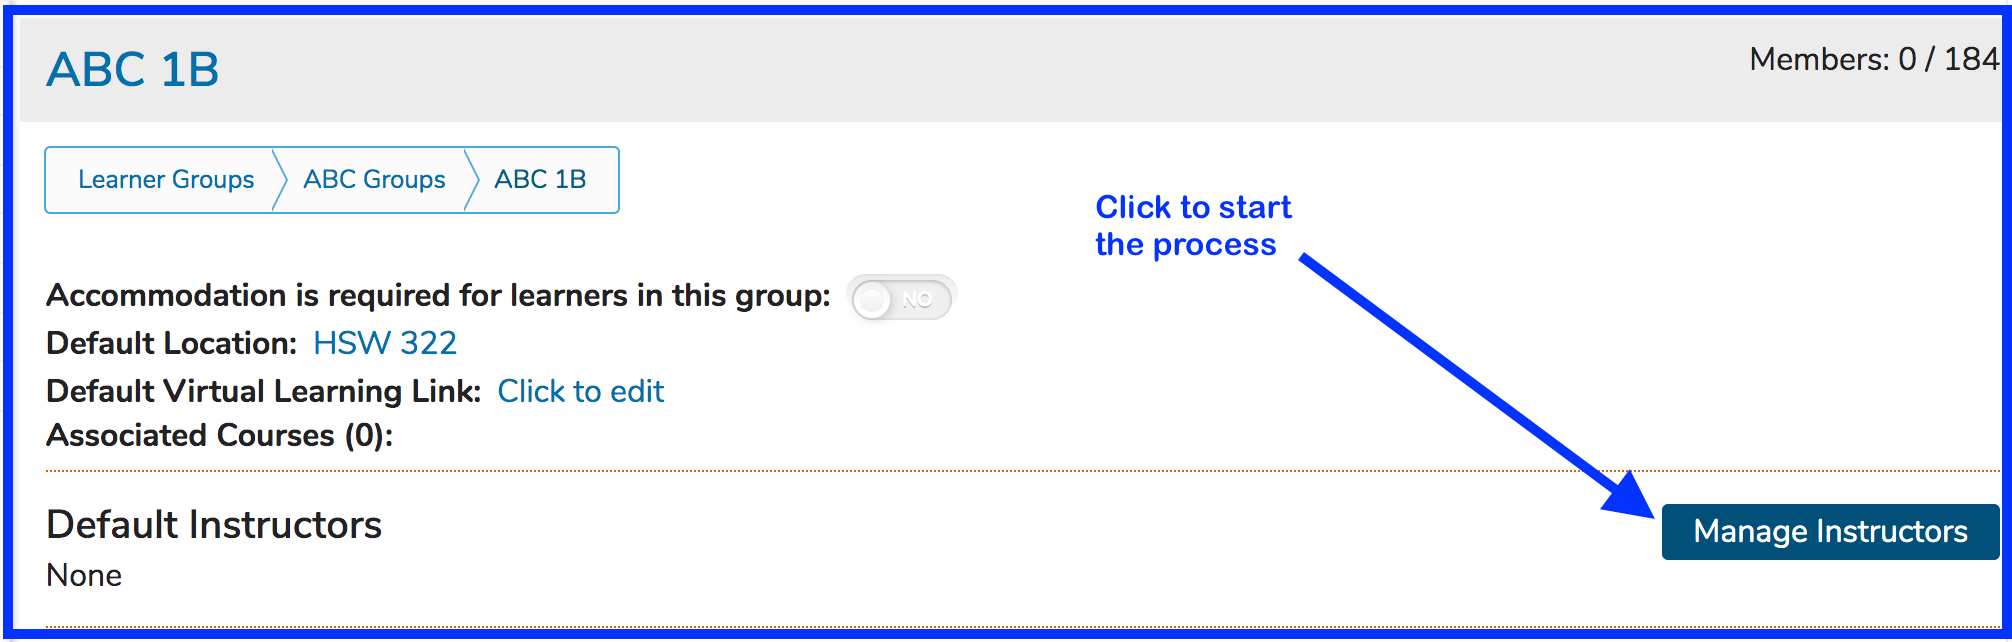 ABC 1B
Members: 0 / 184
Learner Groups
ABC Groups
ABC 1B
Click to start
the process
Accommodation is required for learners in this group: NO
Default Location: HSW 322
Default Virtual Learning Link: Click to edit
Associated Courses (0):
Default Instructors
Manage Instructors
None